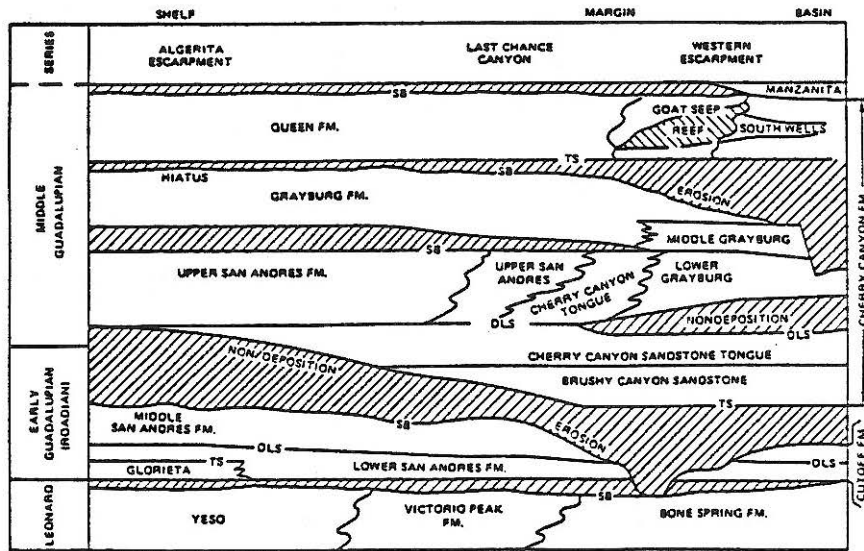 SHELF MARGIN BASIN
SERIES
ALGERITA
ESCARPMENT
LAST CHANCE
CANYON
WESTERN
ESCARPMENT
SB
MANZANITA
QUEEN FM.
GOAT SEEP
REEF
SOUTH WELLS
TS
HIATUS
SB
GRAYBURG FM.
EROSION
MIDDLE GRAYBURG
SB
UPPER SAN ANDRES FM.
UPPER SAN
ANDRES
CHERRY CANYON
TONGUE
LOWER
GRAYBURG
DLS
NONDEPOSITION
DLS
MIDDLE
GUADALUPIAN
CHERRY CANYON FM.
NON/DEPOSITION
CHERRY CANYON SANDSTONE TONGUE
BRUSHY CANYON SANDSTONE
TS
MIDDLE
SAN ANDRES FM.
SB
EROSION
DLS
TS
GLORIETA
LOWER SAN ANDRES FM.
DLS
EARLY
GUADALUPIAN
(ROADIAN)
CUTOFF FM.
SB
LEONARD
YESO
VICTORIO PEAK
FM.
BONE SPRING FM.